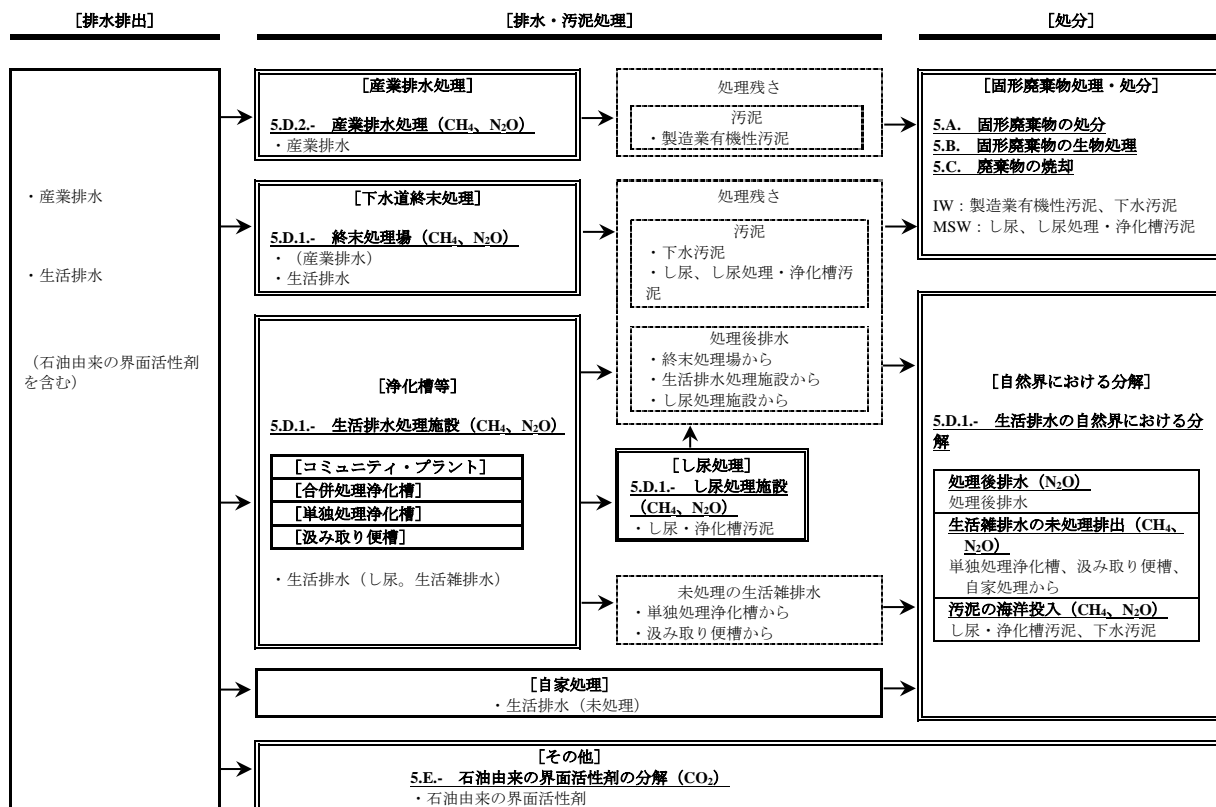 [排水排出]
[排水・汚泥処理]
[処分]
・産業排水
・生活排水
（石油由来の界面活性剤
を含む）
[産業排水処理]
5.D.2.- 産業排水処理（CH₄、N₂O）
・産業排水
処理残さ
汚泥
・製造業有機性汚泥
[固形廃棄物処理・処分]
5.A. 固形廃棄物の処分
5.B. 固形廃棄物の生物処理
5.C. 廃棄物の焼却
IW：製造業有機性汚泥、下水汚泥
MSW：し尿、し尿処理・浄化槽汚泥
[下水道終末処理]
5.D.1.- 終末処理場（CH₄、N₂O）
・（産業排水）
・生活排水
処理残さ
汚泥
・下水汚泥
・し尿、し尿処理・浄化槽汚
泥
処理後排水
・終末処理場から
・生活排水処理施設から
・し尿処理施設から
[浄化槽等]
5.D.1.- 生活排水処理施設（CH₄、N₂O）
[コミュニティ・プラント]
[合併処理浄化槽]
[単独処理浄化槽]
[汲み取り便槽]
・生活排水（し尿。生活雑排水）
[し尿処理]
5.D.1.- し尿処理施設
（CH₄、N₂O）
・し尿・浄化槽汚泥
未処理の生活雑排水
・単独処理浄化槽から
・汲み取り便槽から
[自然界における分解]
5.D.1.- 生活排水の自然界における分
解
処理後排水（N₂O）
処理後排水
生活雑排水の未処理排出（CH₄、
N₂O）
単独処理浄化槽、汲み取り便槽、
自家処理から
汚泥の海洋投入（CH₄、N₂O）
し尿・浄化槽汚泥、下水汚泥
[自家処理]
・生活排水（未処理）
[その他]
5.E.- 石油由来の界面活性剤の分解（CO₂）
・石油由来の界面活性剤